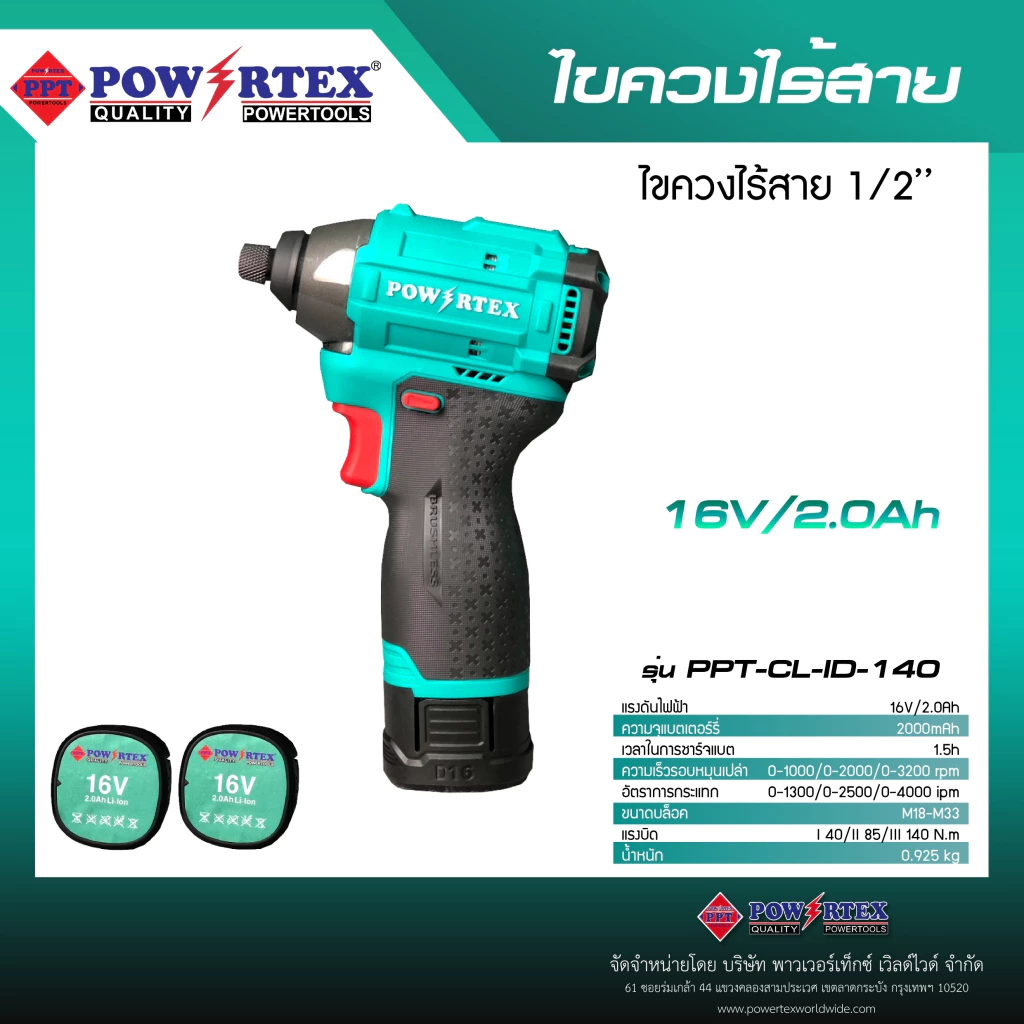 POWERTOOLS
PPT
POWERTOOLS
POWERTEX®
QUALITY POWERTOOLS
ไขควงไร้สาย
ไขควงไร้สาย 1/2’’
POWERTEX
BRUSHLESS
D16
16V/2.0Ah
รุ่น PPT-CL-ID-140
แรงดันไฟฟ้า 16V/2.0Ah
ความจุแบตเตอร์รี่ 2000mAh
เวลาในการชาร์จแบต 1.5h
ความเร็วรอบหมุนเปล่า 0-1000/0-2000/0-3200 rpm
อัตราการกระแทก 0-1300/0-2500/0-4000 ipm
ขนาดบล็อค M18-M33
แรงบิด I 40/II 85/III 140 N.m
น้ำหนัก 0.925 kg
POWERTEX
QUALITY POWERTOOLS
16V
2.0Ah Li-Ion
POWERTEX
QUALITY POWERTOOLS
16V
2.0Ah Li-Ion
PPT
POWERTEX
QUALITY POWERTOOLS
จัดจำหน่ายโดย บริษัท พาวเวอร์เท็กซ์ เวิลด์ไวด์ จำกัด
61 ซอยร่มเกล้า 44 แขวงคลองสามประเวศ เขตลาดกระบัง กรุงเทพฯ 10520
www.powertexworldwide.com